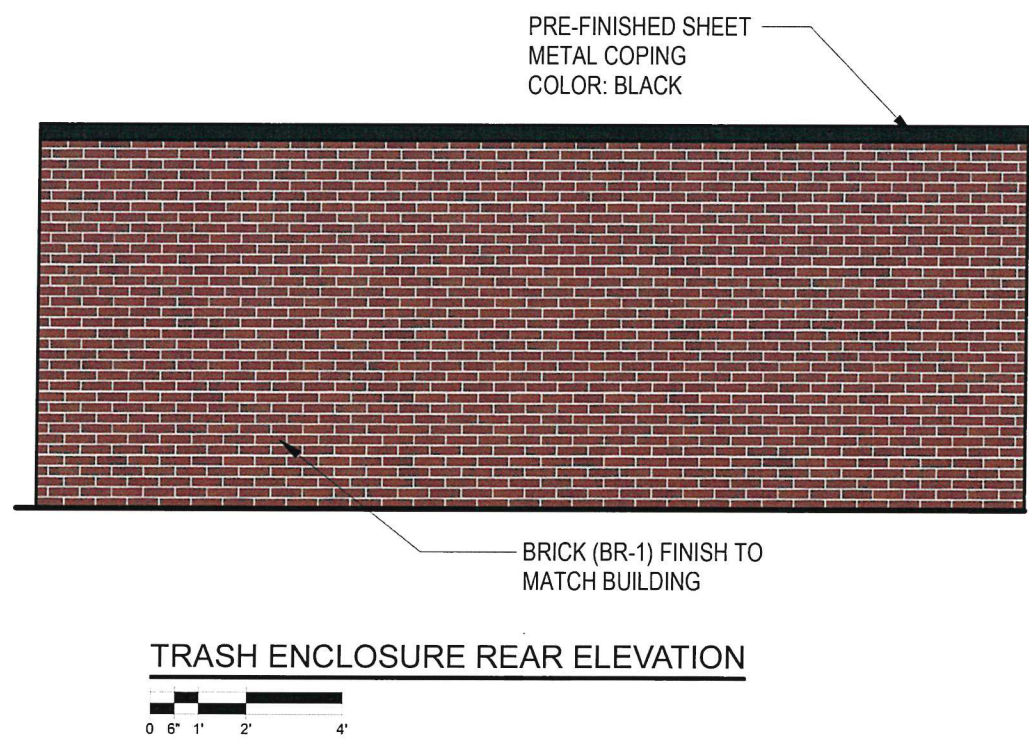 PRE-FINISHED SHEET
METAL COPING
COLOR: BLACK
BRICK (BR-1) FINISH TO
MATCH BUILDING
TRASH ENCLOSURE REAR ELEVATION
0 6" 1' 2' 4'